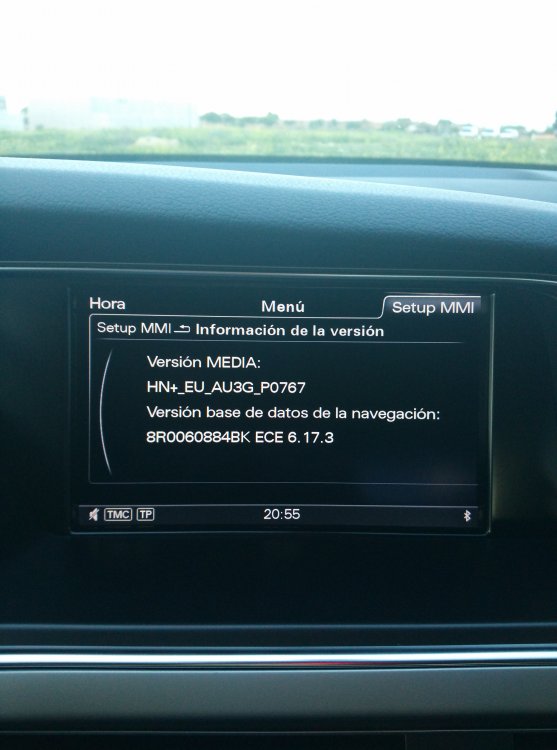 Hora Menú Setup MMI
Setup MMI Información de la versión
Versión MEDIA:
HN+_EU_AU3G_P0767
Versión base de datos de la navegación:
8R0060884BK ECE 6.17.3
TMC TP 20:55